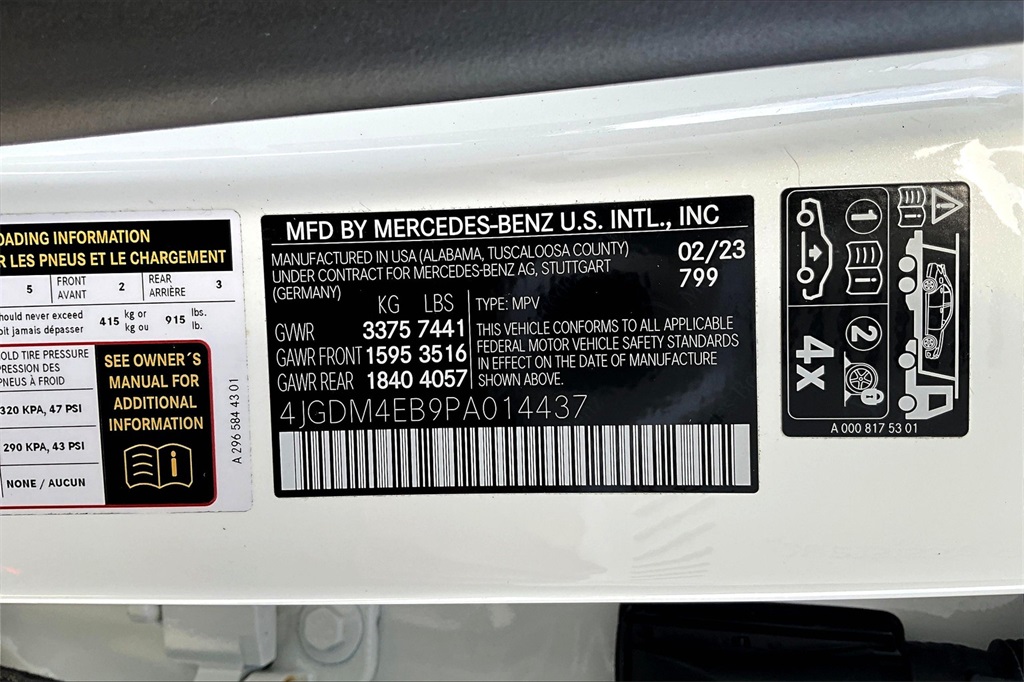 OADING INFORMATION
R LES PNEUS ET LE CHARGEMENT
5 FRONT AVANT 2 REAR ARRIÈRE 3
hould never exceed 415 kg or 915 lbs.
oit jamais dépasser kg ou lb.
OLD TIRE PRESSURE
ESSION DES
PNEUS À FROID
320 KPA, 47 PSI
290 KPA, 43 PSI
NONE / AUCUN
SEE OWNER'S
MANUAL FOR
ADDITIONAL
INFORMATION
A 296 584 43 01
MFD BY MERCEDES-BENZ U.S. INTL., INC
MANUFACTURED IN USA (ALABAMA, TUSCALOOSA COUNTY) 02/23
UNDER CONTRACT FOR MERCEDES-BENZ AG, STUTTGART 799
(GERMANY)
KG LBS TYPE: MPV
GVWR 3375 7441
GAWR FRONT 1595 3516
GAWR REAR 1840 4057
THIS VEHICLE CONFORMS TO ALL APPLICABLE
FEDERAL MOTOR VEHICLE SAFETY STANDARDS
IN EFFECT ON THE DATE OF MANUFACTURE
SHOWN ABOVE.
4JGDM4EB9PA014437
1
2
4x
A 000 817 53 01